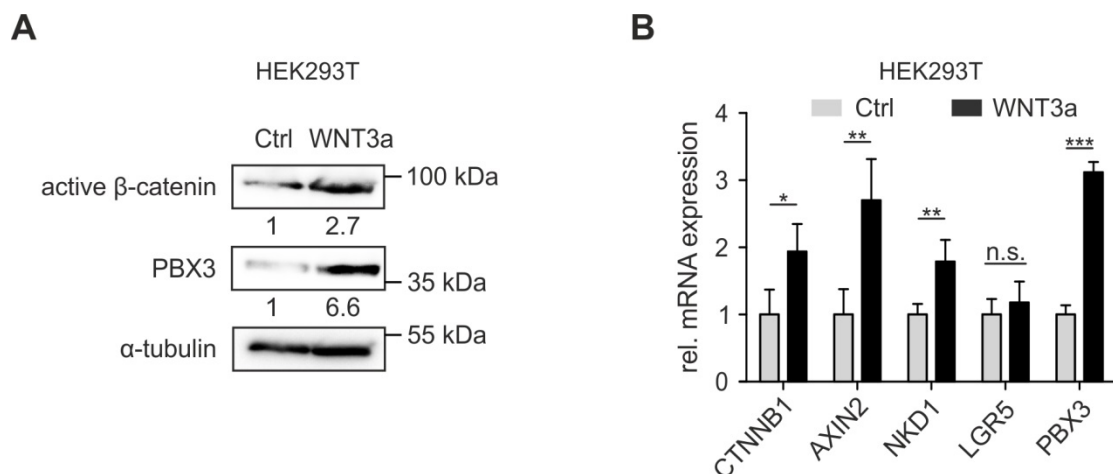 A
HEK293T
Ctrl WNT3a
active β-catenin
100 kDa
1 2.7
PBX3
35 kDa
1 6.6
α-tubulin
55 kDa
B
HEK293T
Ctrl WNT3a
rel. mRNA expression
4
3
2
1
0
* ** ** n.s. ***
CTNNB1 AXIN2 NKD1 LGR5 PBX3